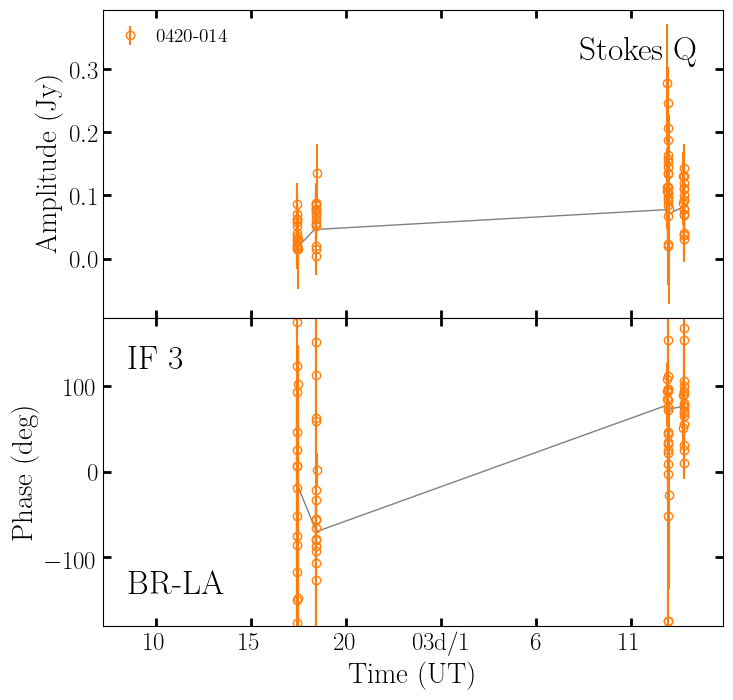 0420-014
Stokes Q
Amplitude (Jy)
0.3
0.2
0.1
0.0
IF 3
Phase (deg)
100
0
−100
BR-LA
10 15 20 03d/1 6 11
Time (UT)